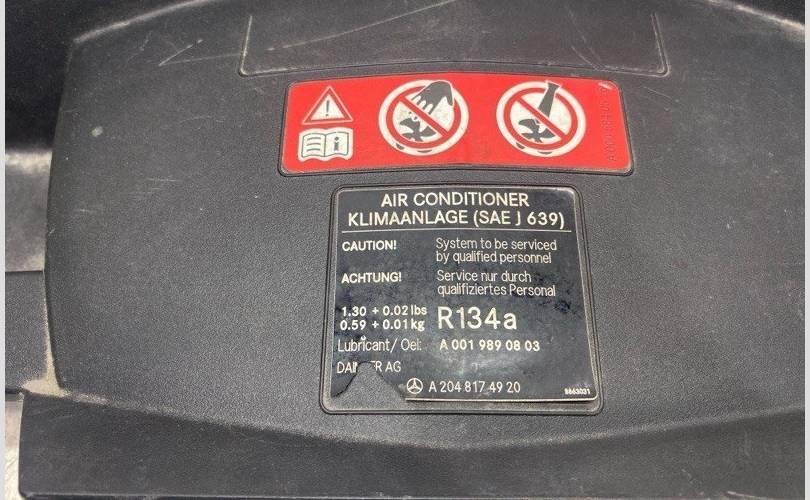 AIR CONDITIONER
KLIMAANLAGE (SAE J 639)
CAUTION! System to be serviced
by qualified personnel
ACHTUNG! Service nur durch
qualifiziertes Personal
1.30 + 0.02 lbs
0.59 + 0.01 kg R134a
Lubricant / Oel: A 001 989 08 03
AG
A 204 817 49 20